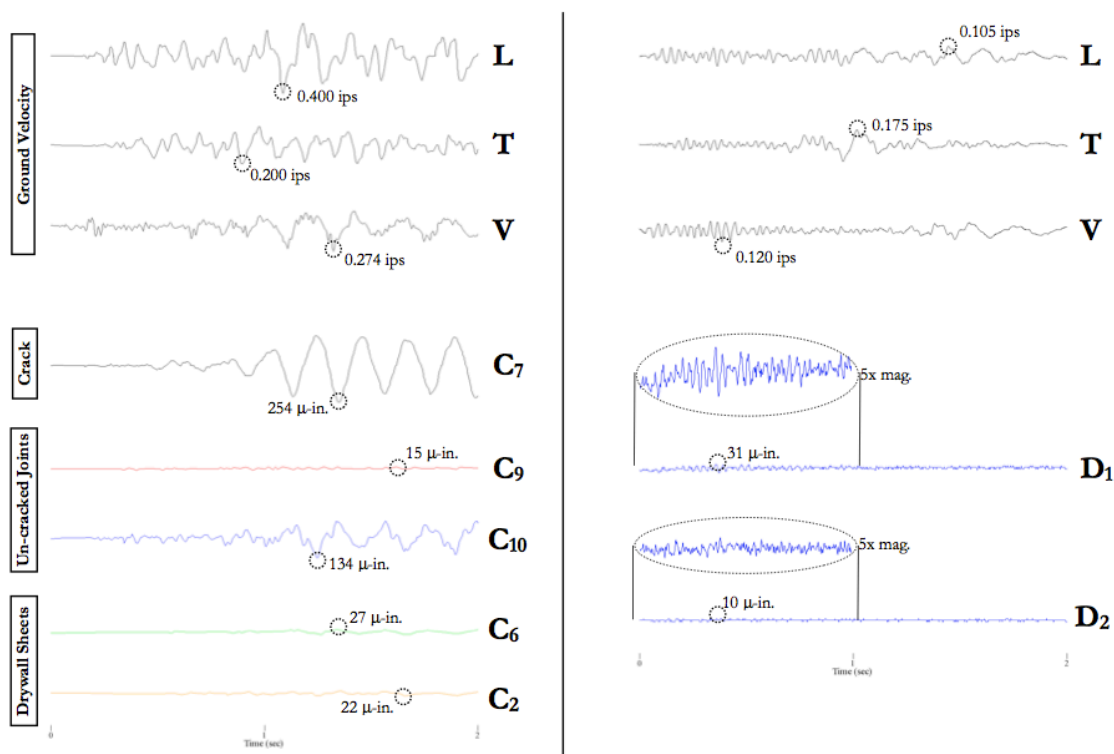 Ground Velocity
L
0.400 ips
T
0.200 ips
V
0.274 ips
Crack
C7
254 μ-in.
Un-cracked Joints
15 μ-in.
C9
C10
134 μ-in.
Drywall Sheets
27 μ-in.
C6
C2
22 μ-in.
0 1 2
Time (sec)
0.105 ips
L
0.175 ips
T
V
0.120 ips
5x mag.
31 μ-in.
D1
5x mag.
10 μ-in.
D2
0 1 2
Time (sec)